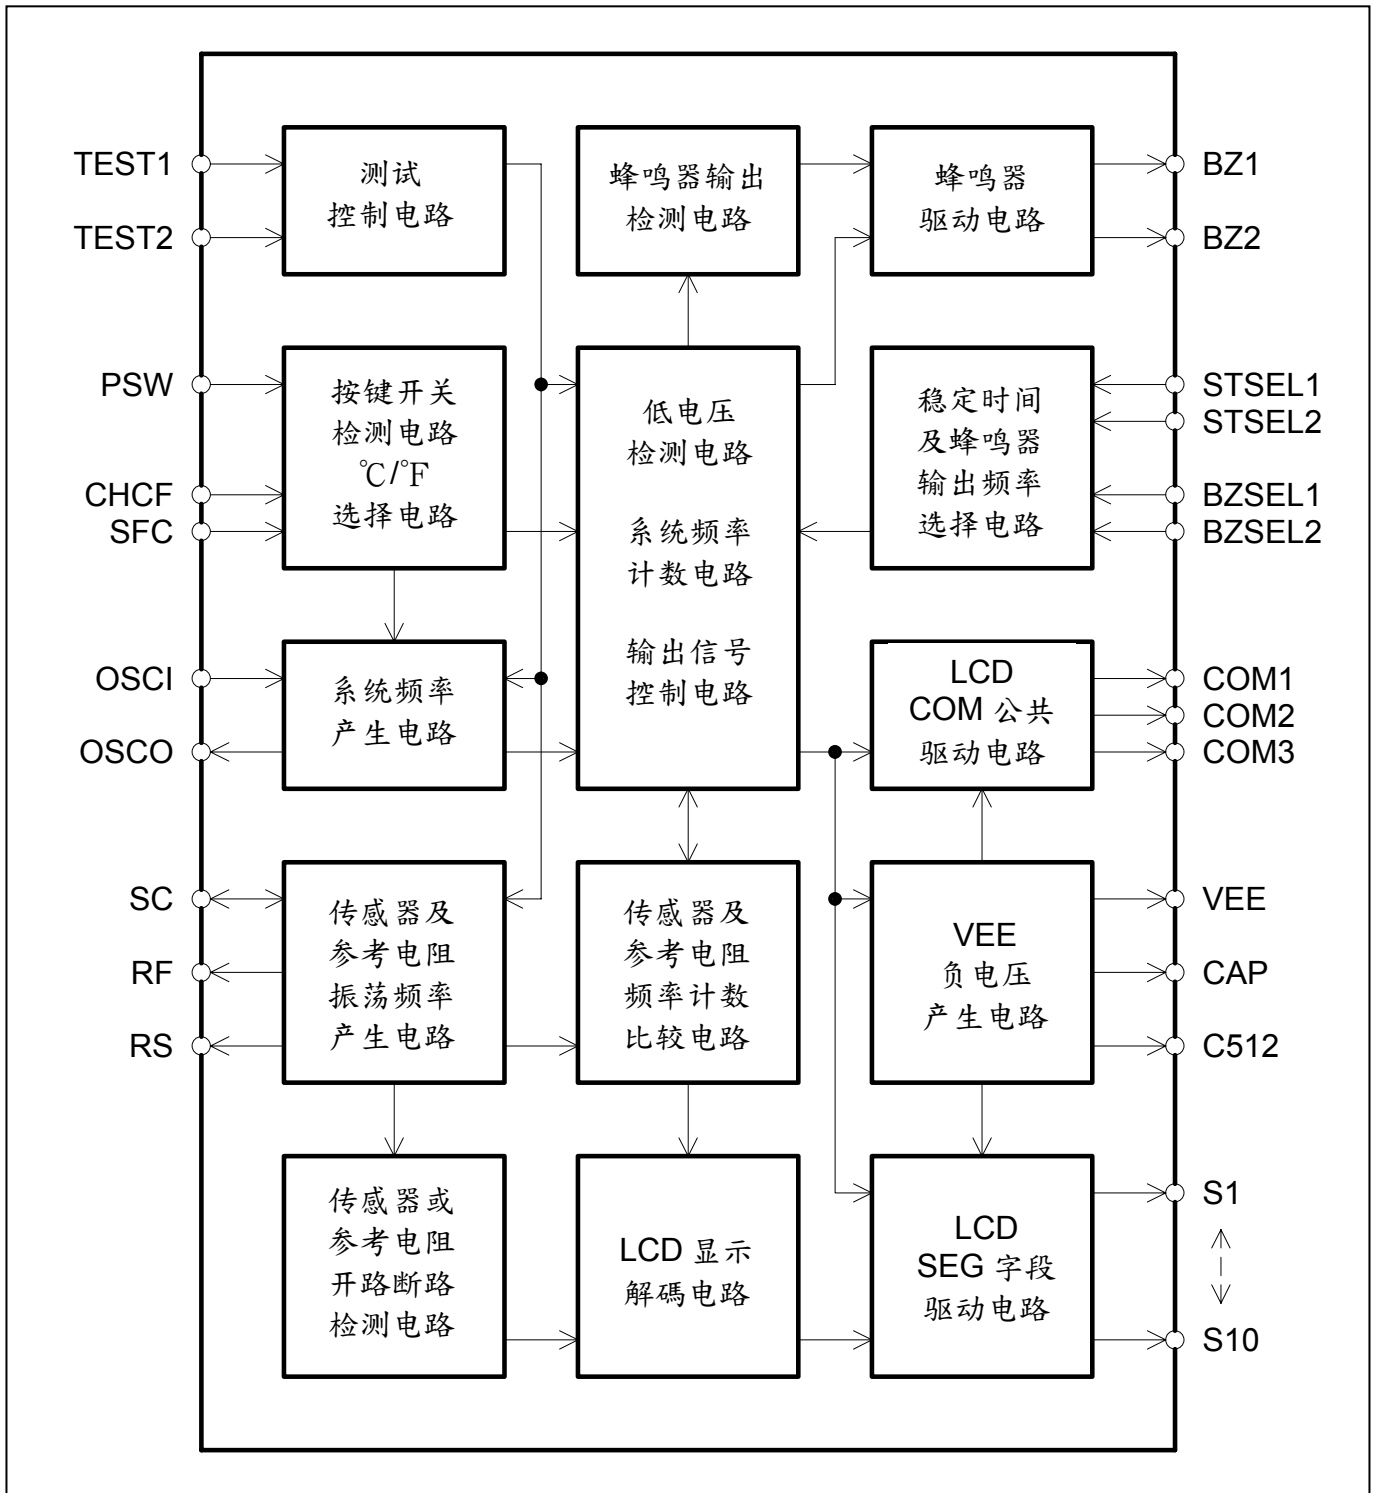 TEST1
TEST2
PSW
CHCF
SFC
OSCI
OSCO
SC
RF
RS
测试
控制电路
蜂鸣器输出
检测电路
蜂鸣器
驱动电路
按键开关
检测电路
℃/℉
选择电路
低电压
检测电路
系统频率
计数电路
输出信号
控制电路
稳定时间
及蜂鸣器
输出频率
选择电路
系统频率
产生电路
LCD
COM 公共
驱动电路
传感器及
参考电阻
振荡频率
产生电路
传感器及
参考电阻
频率计数
比较电路
VEE
负电压
产生电路
传感器或
参考电阻
开路断路
检测电路
LCD 显示
解碼电路
LCD
SEG 字段
驱动电路
BZ1
BZ2
STSEL1
STSEL2
BZSEL1
BZSEL2
COM1
COM2
COM3
VEE
CAP
C512
S1
S10